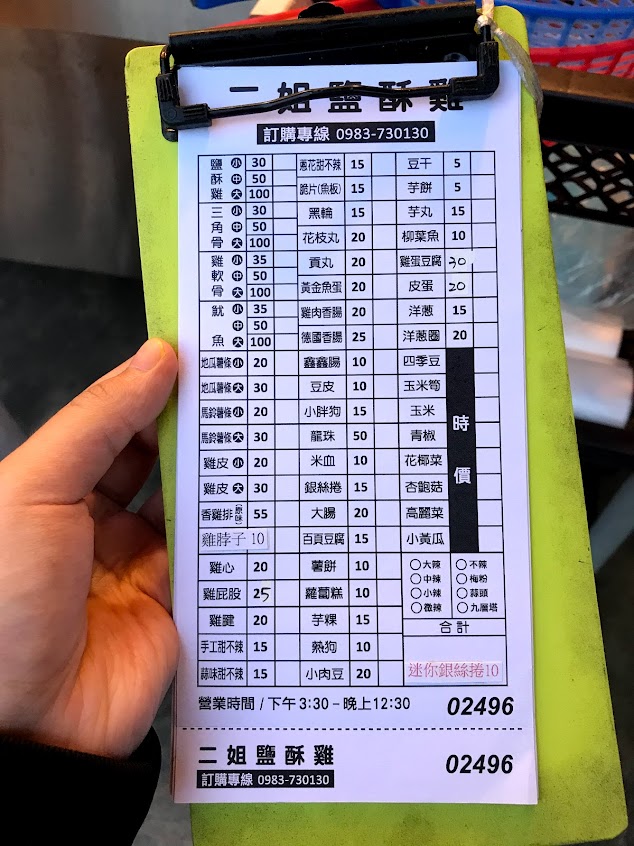 二姐鹽酥雞
訂購專線 0983-730130
鹽酥雞 小 30 中 50 大 100
三角骨 小 30 中 50 大 100
雞軟骨 小 35 中 50 大 100
魷魚 小 35 中 50 大 100
地瓜薯條 小 20
地瓜薯條 大 30
馬鈴薯條 小 20
馬鈴薯條 大 30
雞皮 小 20
雞皮 大 30
香雞排(原味) 55
雞脖子 10
雞心 20
雞屁股 25
雞腱 20
手工甜不辣 15
蒜味甜不辣 15
蔥花甜不辣 15
脆片(魚板) 15
黑輪 15
花枝丸 20
貢丸 20
黃金魚蛋 20
雞肉香腸 20
德國香腸 25
鑫鑫腸 10
豆皮 10
小胖狗 15
龍珠 50
米血 10
銀絲捲 15
大腸 20
百頁豆腐 15
薯餅 10
蘿蔔糕 10
芋粿 15
熱狗 10
小肉豆 20
豆干 5
芋餅 5
芋丸 15
柳葉魚 10
雞蛋豆腐 30
皮蛋 20
洋蔥 15
洋蔥圈 20
四季豆
玉米筍
玉米
青椒
花椰菜
杏鮑菇
高麗菜
小黃瓜
時價
○大辣 ○不辣
○中辣 ○梅粉
○小辣 ○蒜頭
○微辣 ○九層塔
合計
迷你銀絲捲10
營業時間 / 下午 3:30 – 晚上12:30 02496
二姐鹽酥雞
訂購專線 0983-730130 02496